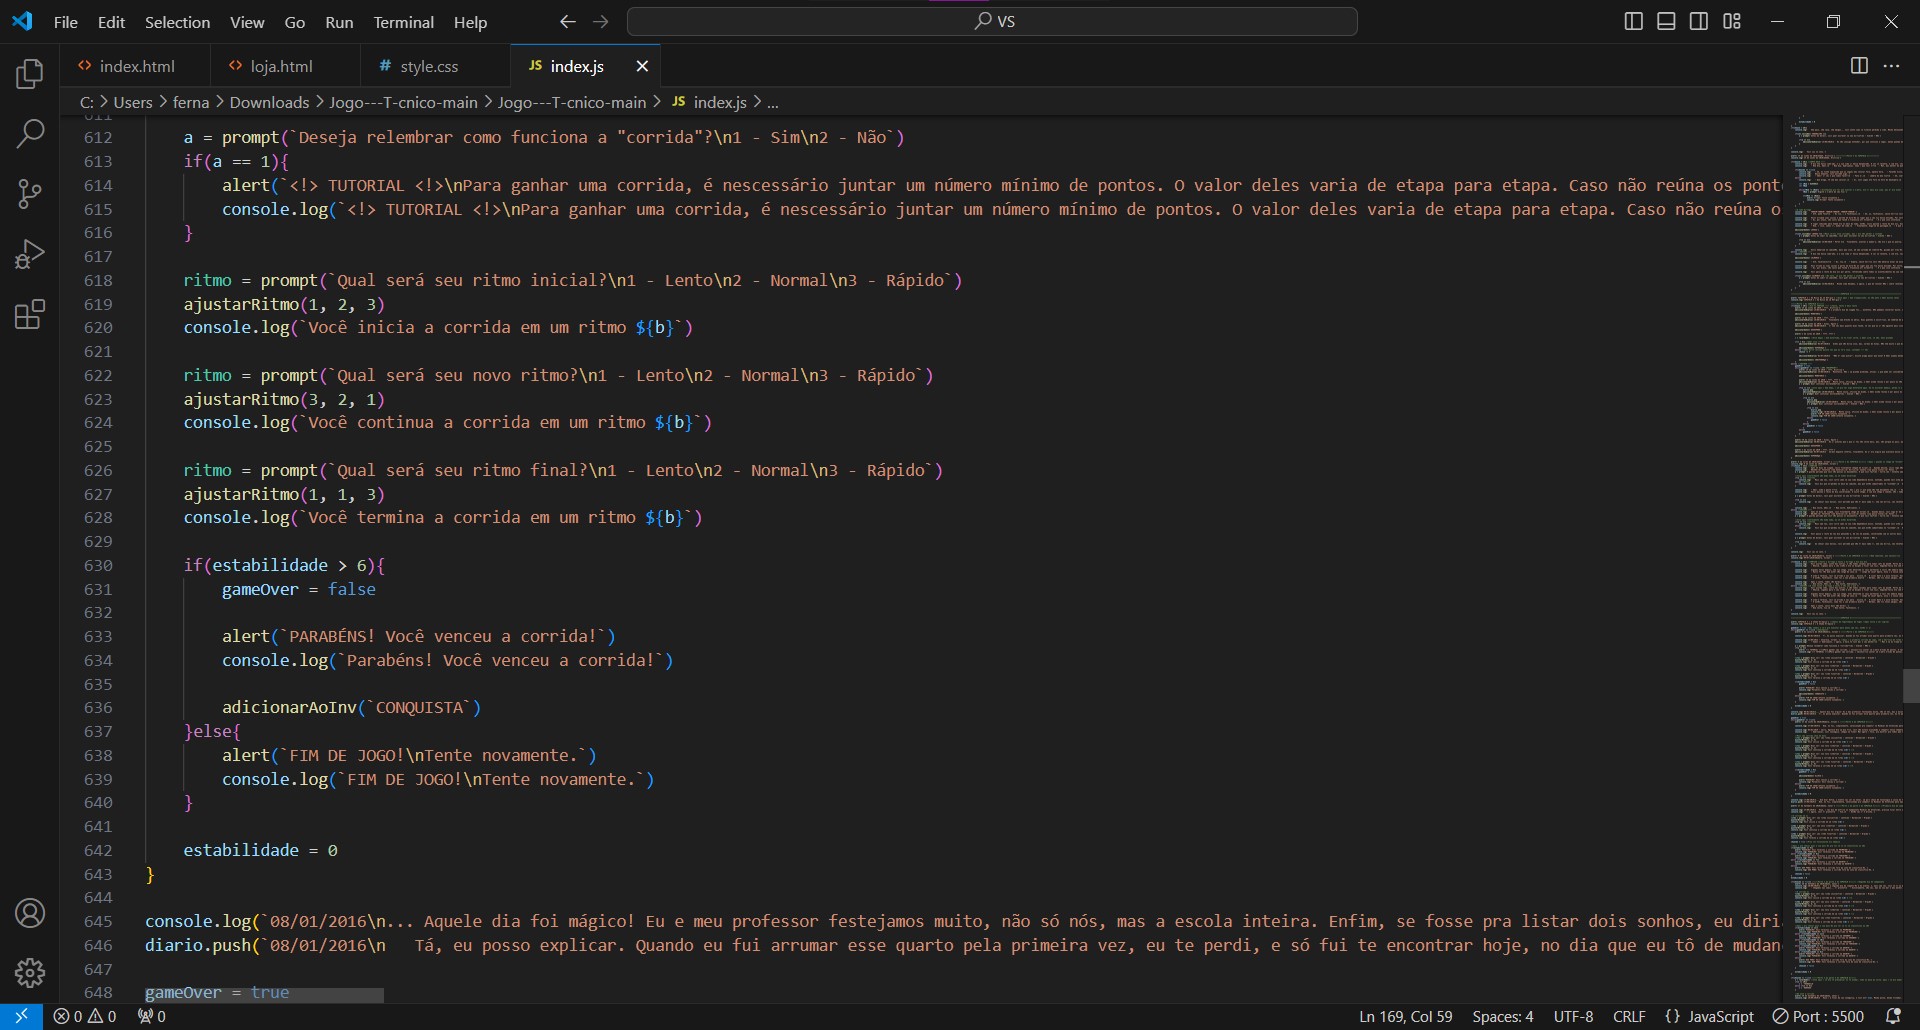 File Edit Selection View Go Run Terminal Help
VS
index.html
loja.html
# style.css
JS index.js
C: > Users > ferna > Downloads > Jogo---T-cnico-main > Jogo---T-cnico-main > JS index.js > ...
611
612 a = prompt(`Deseja relembrar como funciona a "corrida"?\n1 - Sim\n2 - Não`)
613 if(a == 1){
614 alert(`<!> TUTORIAL <!>\nPara ganhar uma corrida, é nescessário juntar um número mínimo de pontos. O valor deles varia de etapa para etapa. Caso não reúna os pont
615 console.log(`<!> TUTORIAL <!>\nPara ganhar uma corrida, é nescessário juntar um número mínimo de pontos. O valor deles varia de etapa para etapa. Caso não reúna o
616 }
617
618 ritmo = prompt(`Qual será seu ritmo inicial?\n1 - Lento\n2 - Normal\n3 - Rápido`)
619 ajustarRitmo(1, 2, 3)
620 console.log(`Você inicia a corrida em um ritmo ${b}`)
621
622 ritmo = prompt(`Qual será seu novo ritmo?\n1 - Lento\n2 - Normal\n3 - Rápido`)
623 ajustarRitmo(3, 2, 1)
624 console.log(`Você continua a corrida em um ritmo ${b}`)
625
626 ritmo = prompt(`Qual será seu ritmo final?\n1 - Lento\n2 - Normal\n3 - Rápido`)
627 ajustarRitmo(1, 1, 3)
628 console.log(`Você termina a corrida em um ritmo ${b}`)
629
630 if(estabilidade > 6){
631 gameOver = false
632
633 alert(`PARABÉNS! Você venceu a corrida!`)
634 console.log(`Parabéns! Você venceu a corrida!`)
635
636 adicionarAoInv(`CONQUISTA`)
637 }else{
638 alert(`FIM DE JOGO!\nTente novamente.`)
639 console.log(`FIM DE JOGO!\nTente novamente.`)
640 }
641
642 estabilidade = 0
643 }
644
645 console.log(`08/01/2016\n... Aquele dia foi mágico! Eu e meu professor festejamos muito, não só nós, mas a escola inteira. Enfim, se fosse pra listar dois sonhos, eu diri
646 diario.push(`08/01/2016\n   Tá, eu posso explicar. Quando eu fui arrumar esse quarto pela primeira vez, eu te perdi, e só fui te encontrar hoje, no dia que eu tô de mudan
647
648 gameOver = true
0 0 0 Ln 169, Col 59 Spaces: 4 UTF-8 CRLF {} JavaScript Port : 5500